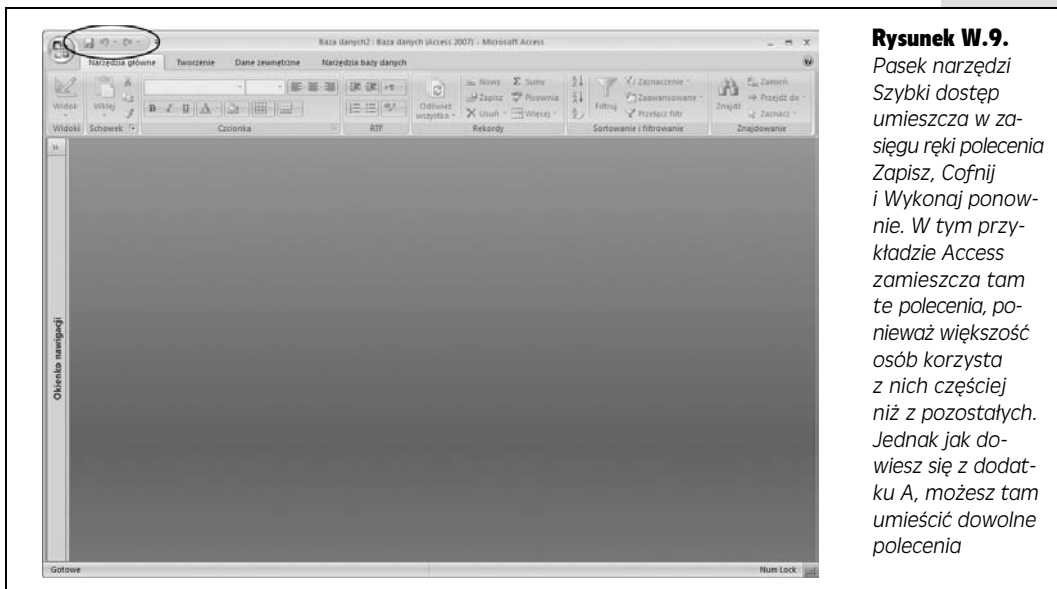 Baza danych2 : Baza danych (Access 2007) - Microsoft Access
Narzędzia główne Tworzenie Dane zewnętrzne Narzędzia bazy danych
Widok Wklej
B I U A
Odśwież wszystko
Nowy Σ Sumy
Zapisz Pisownia
Usuń Więcej
Filtruj
Zaznaczenie
Zaawansowane
Przełącz filtr
Znajdź
Zamień
Przejdź do
Zaznacz
Widoki Schowek Czcionka RTF Rekordy Sortowanie i filtrowanie Znajdowanie
Okienko nawigacji
Gotowe Num Lock
Rysunek W.9.
Pasek narzędzi
Szybki dostęp
umieszcza w za-
sięgu ręki polecenia
Zapisz, Cofnij
i Wykonaj ponow-
nie. W tym przy-
kładzie Access
zamieszcza tam
te polecenia, po-
nieważ większość
osób korzysta
z nich częściej
niż z pozostałych.
Jednak jak do-
wiesz się z dodat-
ku A, możesz tam
umieścić dowolne
polecenia